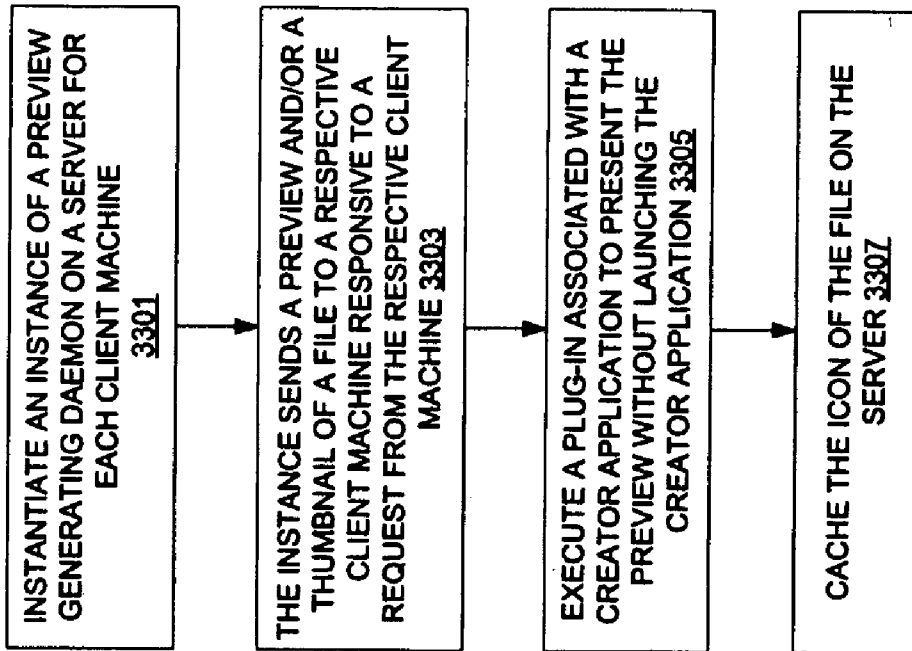 INSTANTIATE AN INSTANCE OF A PREVIEW
GENERATING DAEMON ON A SERVER FOR
EACH CLIENT MACHINE
3301
THE INSTANCE SENDS A PREVIEW AND/OR A
THUMBNAIL OF A FILE TO A RESPECTIVE
CLIENT MACHINE RESPONSIVE TO A
REQUEST FROM THE RESPECTIVE CLIENT
MACHINE 3303
EXECUTE A PLUG-IN ASSOCIATED WITH A
CREATOR APPLICATION TO PRESENT THE
PREVIEW WITHOUT LAUNCHING THE
CREATOR APPLICATION 3305
CACHE THE ICON OF THE FILE ON THE
SERVER 3307